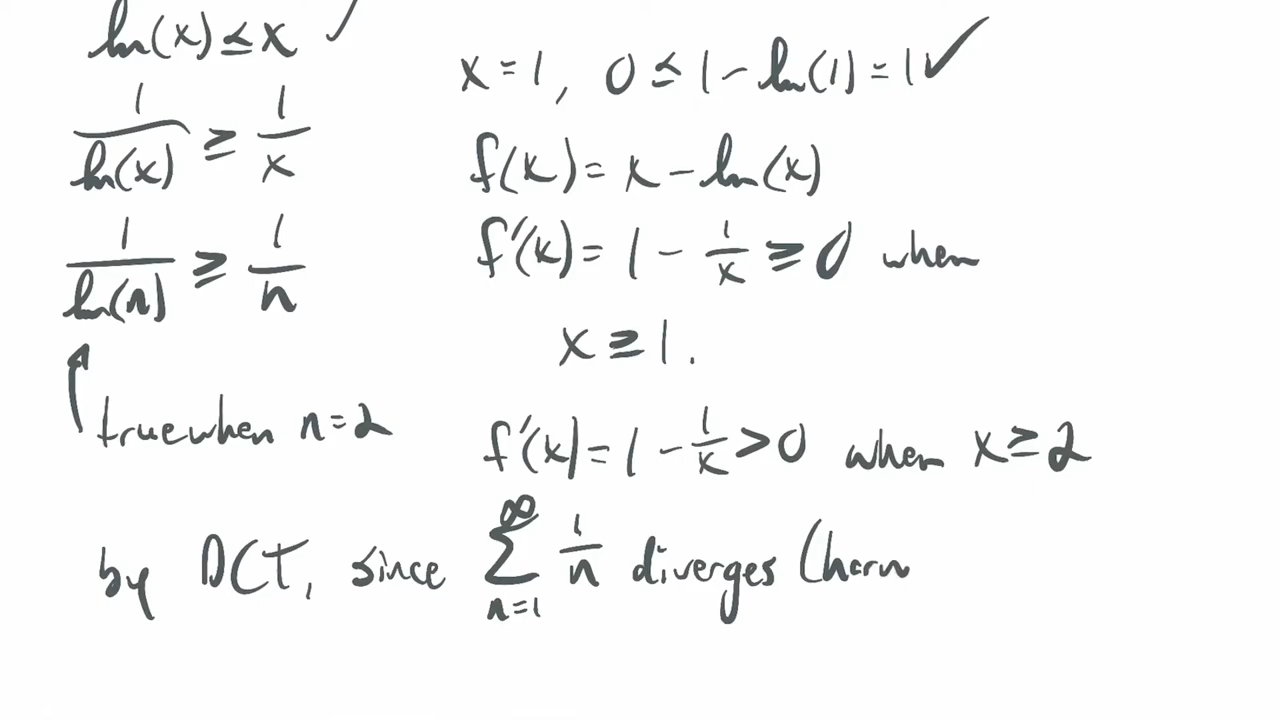 ln(x) ≤ x ✓
1/ln(x) ≥ 1/x
1/ln(n) ≥ 1/n
true when n=2
x=1, 0 ≤ 1 - ln(1) = 1 ✓
f(x) = x - ln(x)
f'(x) = 1 - 1/x ≥ 0 when
x ≥ 1.
f'(x) = 1 - 1/x > 0 when x ≥ 2
by DCT, since ∑_{n=1}^{∞} 1/n diverges (harm